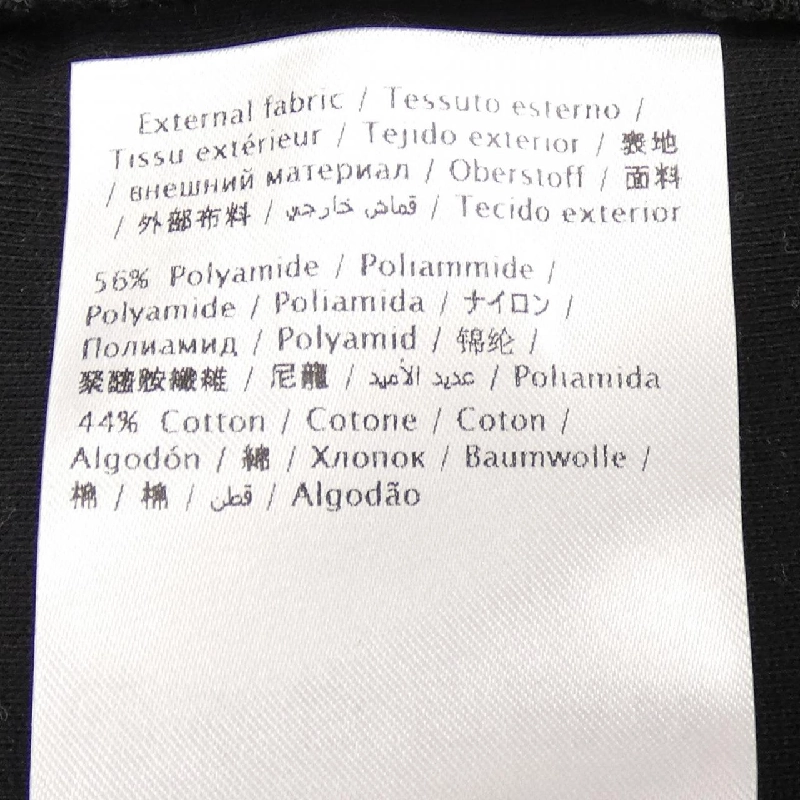 External fabric / Tessuto esterno /
Tissu extérieur / Tejido exterior / 表地
/ внешний материал / Oberstoff / 面料
/ 外部布料 / قماش خارجي / Tecido exterior
56% Polyamide / Poliammide /
Polyamide / Poliamida / ナイロン /
Полиамид / Polyamid / 锦纶 /
聚醯胺纖維 / 尼龍 / عديد الأميد / Poliamida
44% Cotton / Cotone / Coton /
Algodón / 綿 / Хлопок / Baumwolle /
棉 / 棉 / قطن / Algodão